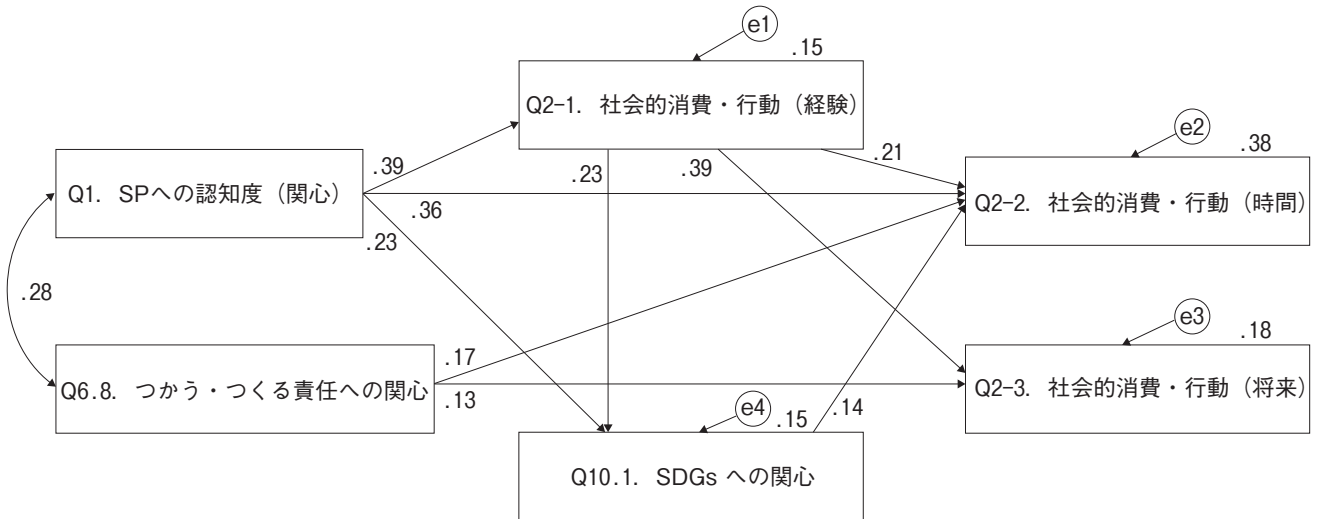 e1
.15
Q2-1. 社会的消費・行動（経験）
e2
.38
.39
.23
.39
.21
Q1. SPへの認知度（関心）
.36
Q2-2. 社会的消費・行動（時間）
.23
.28
e3
.18
.17
Q6.8. つかう・つくる責任への関心
.13
Q2-3. 社会的消費・行動（将来）
e4
.15
.14
Q10.1. SDGs への関心